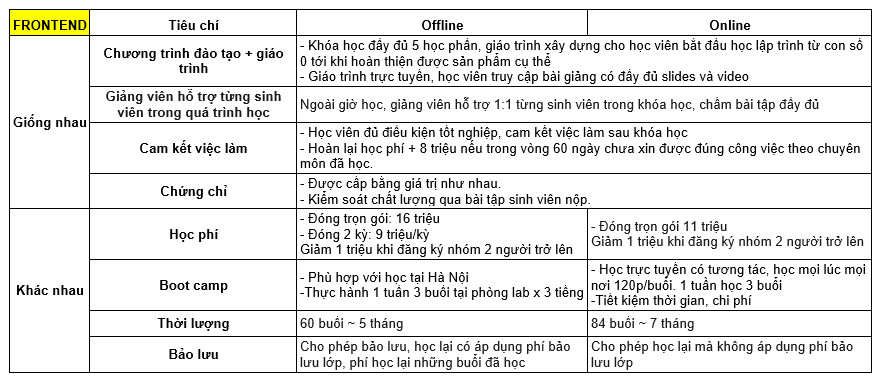 FRONTEND
Tiêu chí
Offline
Online
Giống nhau
Chương trình đào tạo + giáo
trình
- Khóa học đầy đủ 5 học phần, giáo trình xây dựng cho học viên bắt đầu học lập trình từ con số
0 tới khi hoàn thiện được sản phẩm cụ thể
- Giáo trình trực tuyến, học viên truy cập bài giảng có đầy đủ slides và video
Giảng viên hỗ trợ từng sinh
viên trong quá trình học
Ngoài giờ học, giảng viên hỗ trợ 1:1 từng sinh viên trong khóa học, chấm bài tập đầy đủ
Cam kết việc làm
- Học viên đủ điều kiện tốt nghiệp, cam kết việc làm sau khóa học
- Hoàn lại học phí + 8 triệu nếu trong vòng 60 ngày chưa xin được đúng công việc theo chuyên
môn đã học.
Chứng chỉ
- Được cấp bằng giá trị như nhau.
- Kiểm soát chất lượng qua bài tập sinh viên nộp.
Khác nhau
Học phí
- Đóng trọn gói: 16 triệu
- Đóng 2 kỳ: 9 triệu/kỳ
Giảm 1 triệu khi đăng ký nhóm 2 người trở lên
- Đóng trọn gói 11 triệu
Giảm 1 triệu khi đăng ký nhóm 2 người trở lên
Boot camp
- Phù hợp với học tại Hà Nội
-Thực hành 1 tuần 3 buổi tại phòng lab x 3 tiếng
- Học trực tuyến có tương tác, học mọi lúc mọi
nơi 120p/buổi. 1 tuần học 3 buổi
-Tiết kiệm thời gian, chi phí
Thời lượng
60 buổi ~ 5 tháng
84 buổi ~ 7 tháng
Bảo lưu
Cho phép bảo lưu, học lại có áp dụng phí bảo
lưu lớp, phí học lại những buổi đã học
Cho phép học lại mà không áp dụng phí bảo
lưu lớp